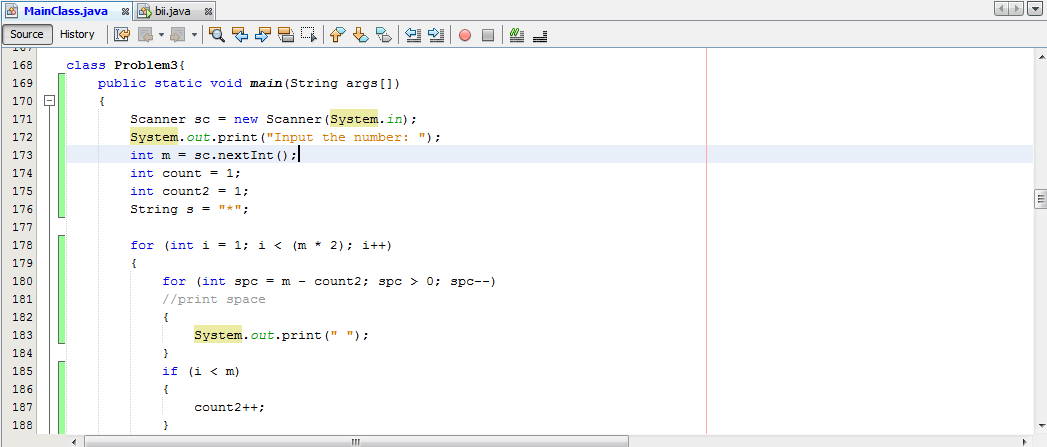 MainClass.java bii.java
Source History
168 class Problem3{
169 public static void main(String args[])
170 {
171 Scanner sc = new Scanner(System.in);
172 System.out.print("Input the number: ");
173 int m = sc.nextInt();
174 int count = 1;
175 int count2 = 1;
176 String s = "*";
177
178 for (int i = 1; i < (m * 2); i++)
179 {
180 for (int spc = m - count2; spc > 0; spc--)
181 //print space
182 {
183 System.out.print(" ");
184 }
185 if (i < m)
186 {
187 count2++;
188 }